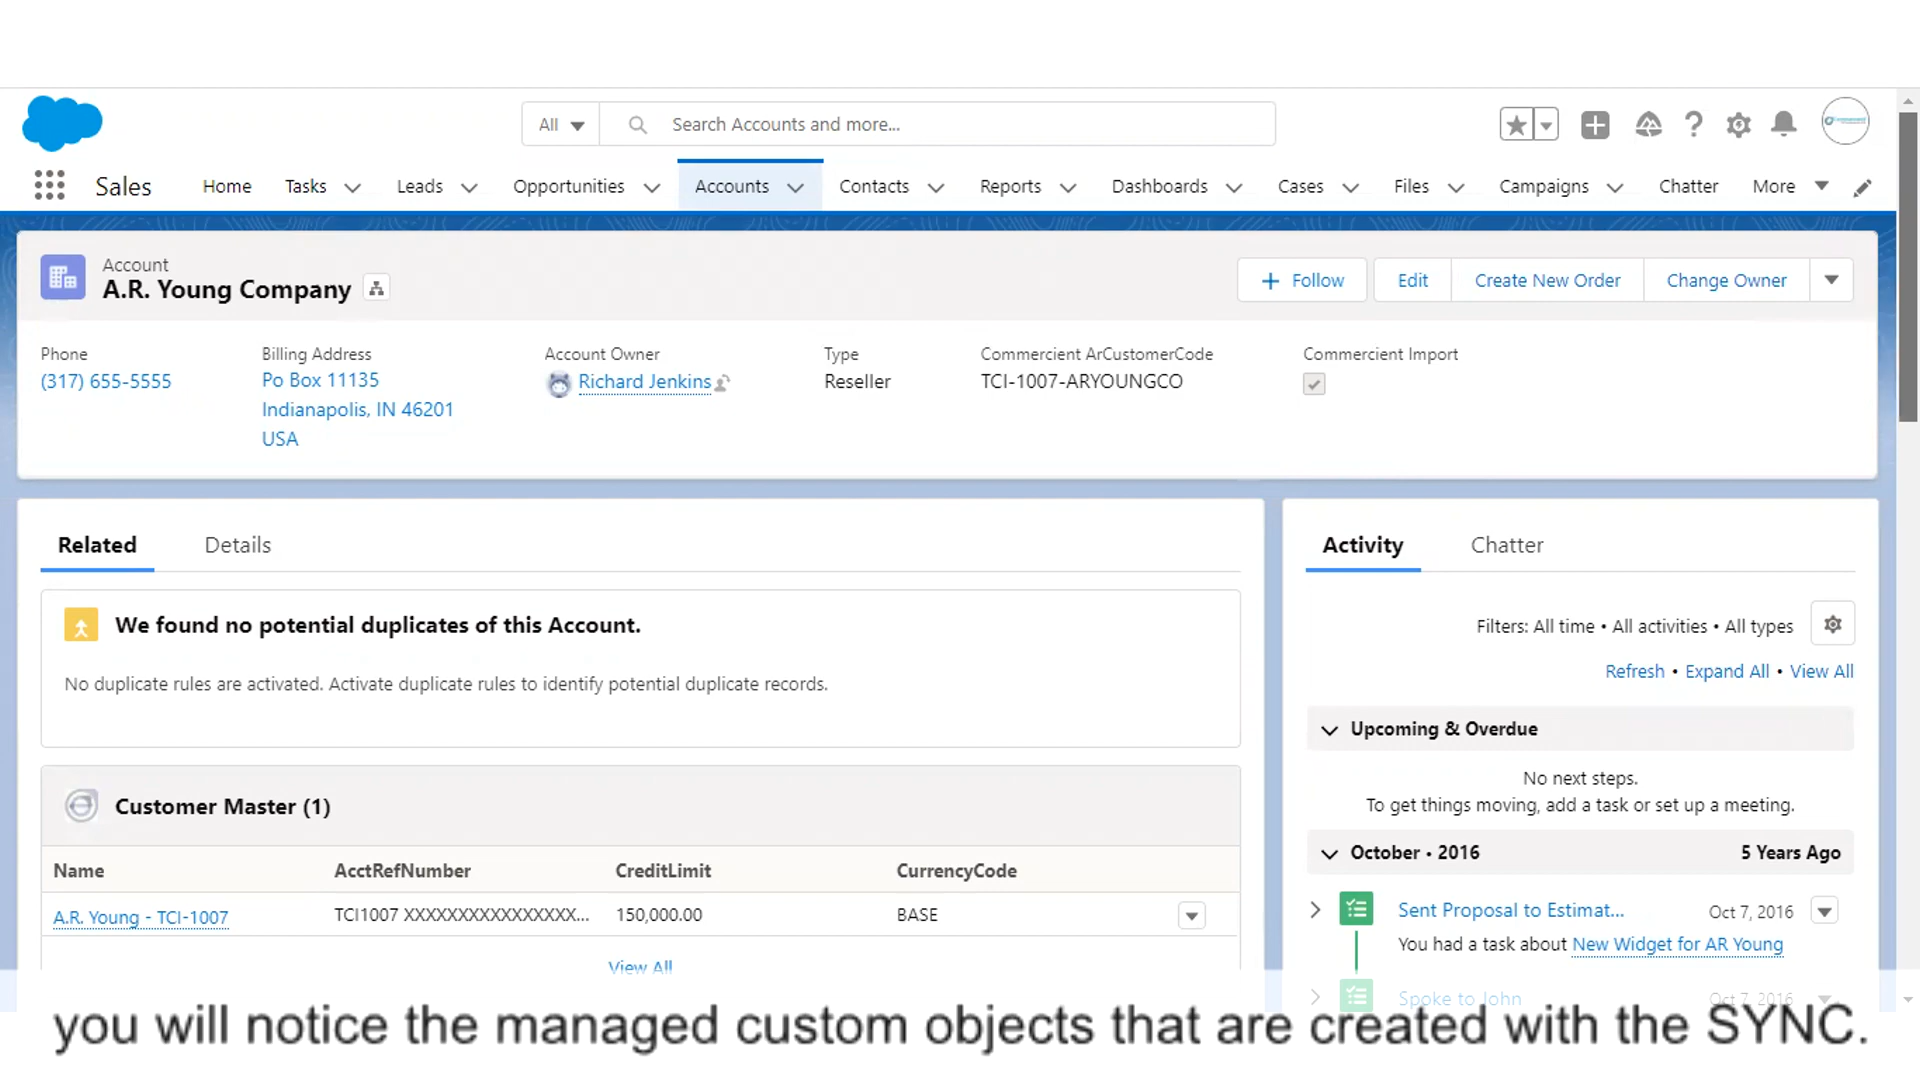 All
Search Accounts and more...
Sales
Home
Tasks
Leads
Opportunities
Accounts
Contacts
Reports
Dashboards
Cases
Files
Campaigns
Chatter
More
Account
A.R. Young Company
Follow
Edit
Create New Order
Change Owner
Phone
(317) 655-5555
Billing Address
Po Box 11135
Indianapolis, IN 46201
USA
Account Owner
Richard Jenkins
Type
Reseller
Commercient ArCustomerCode
TCI-1007-ARYOUNGCO
Commercient Import
Related
Details
We found no potential duplicates of this Account.
No duplicate rules are activated. Activate duplicate rules to identify potential duplicate records.
Customer Master (1)
Name AcctRefNumber CreditLimit CurrencyCode
A.R. Young - TCI-1007 TCI1007 XXXXXXXXXXXXXXXX... 150,000.00 BASE
View All
Activity
Chatter
Filters: All time • All activities • All types
Refresh • Expand All • View All
Upcoming & Overdue
No next steps.
To get things moving, add a task or set up a meeting.
October • 2016 5 Years Ago
Sent Proposal to Estimat... Oct 7, 2016
You had a task about New Widget for AR Young
Spoke to John Oct 7, 2016
you will notice the managed custom objects that are created with the SYNC.